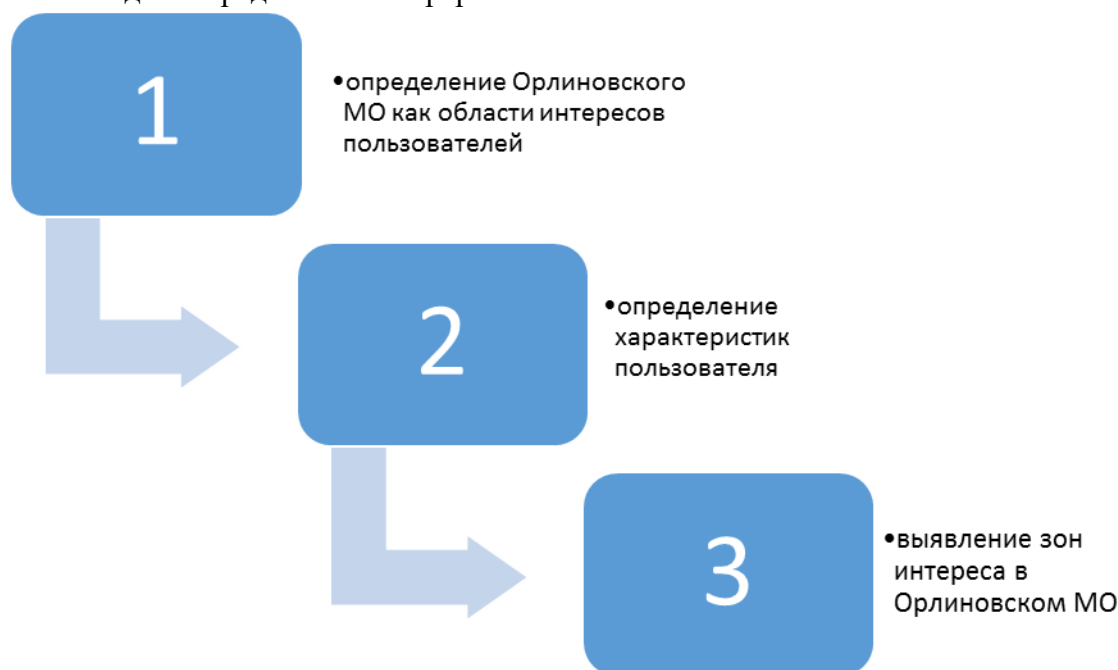 1
•определение Орлиновского
МО как области интересов
пользователей
2
•определение
характеристик
пользователя
3
•выявление зон
интереса в
Орлиновском МО